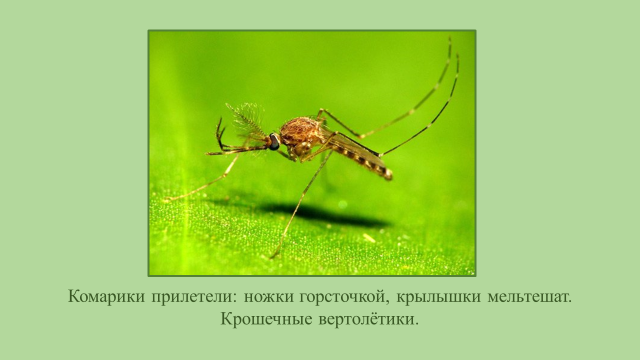 Комарики прилетели: ножки горсточкой, крылышки мельтешат.
Крошечные вертолётики.